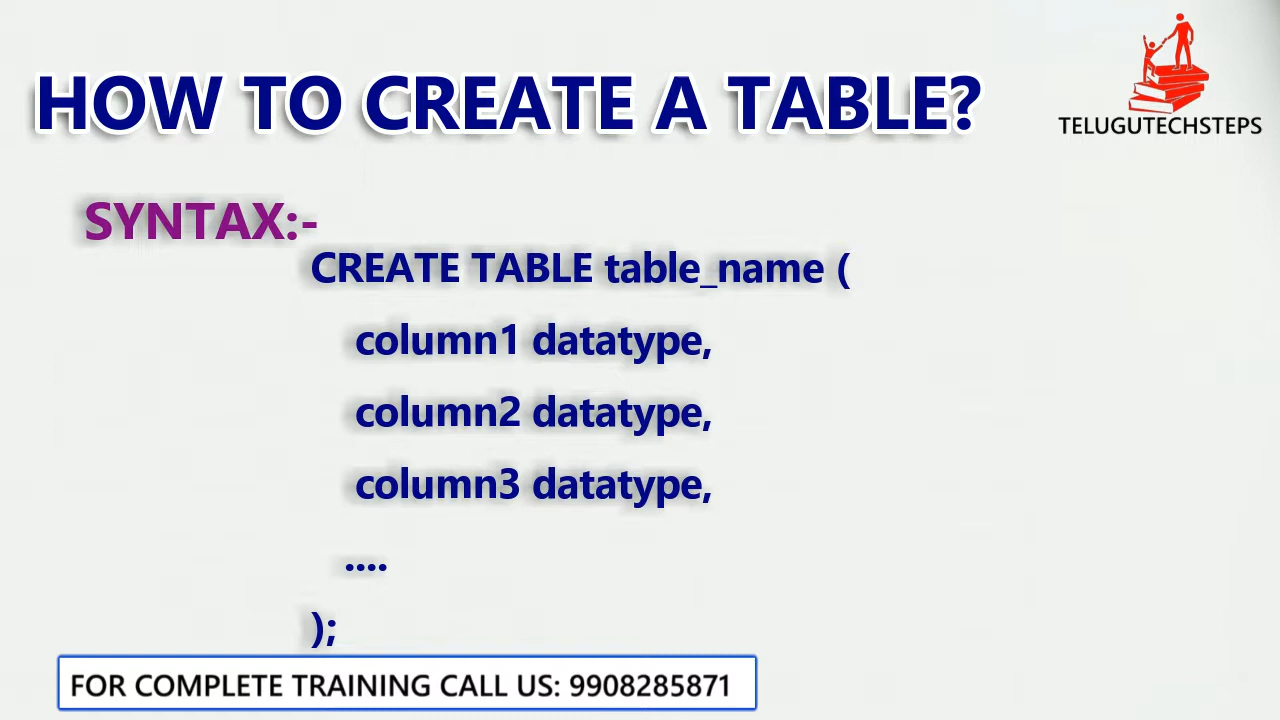 HOW TO CREATE A TABLE?
TELUGUTECHSTEPS
SYNTAX:-
CREATE TABLE table_name (
column1 datatype,
column2 datatype,
column3 datatype,
....
);
FOR COMPLETE TRAINING CALL US: 9908285871